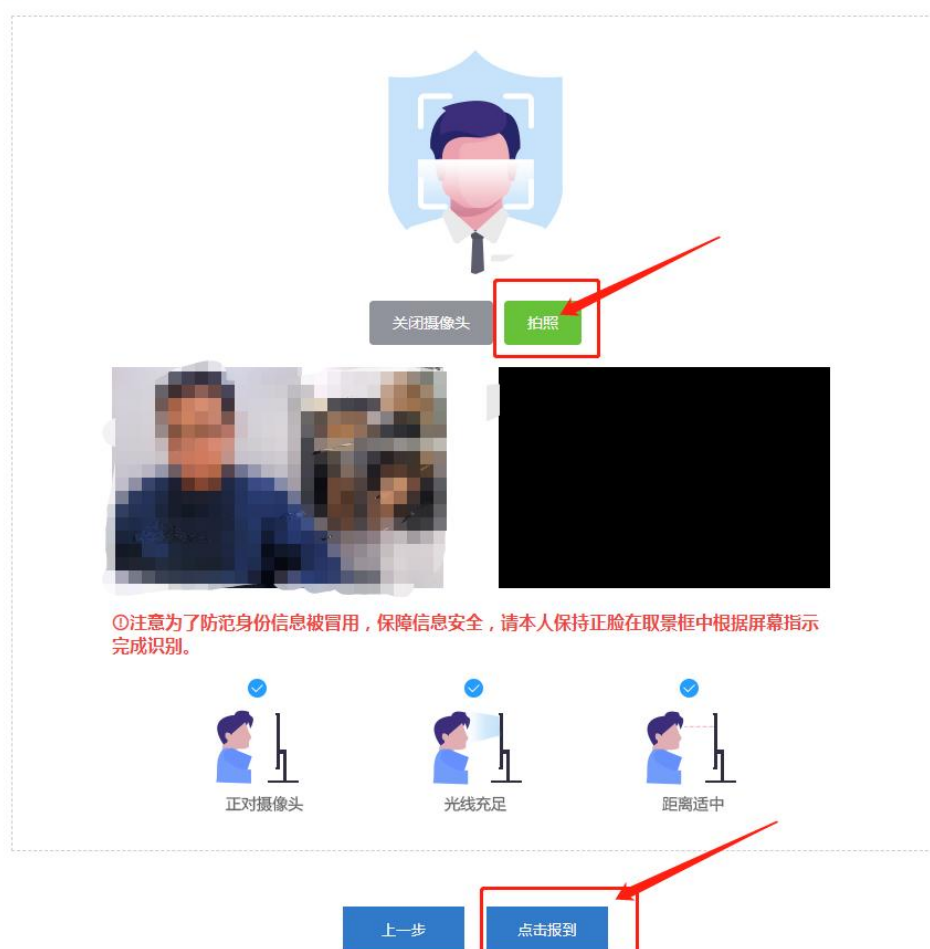 关闭摄像头
拍照
①注意为了防范身份信息被冒用，保障信息安全，请本人保持正脸在取景框中根据屏幕指示
完成识别。
正对摄像头
光线充足
距离适中
上一步
点击报到